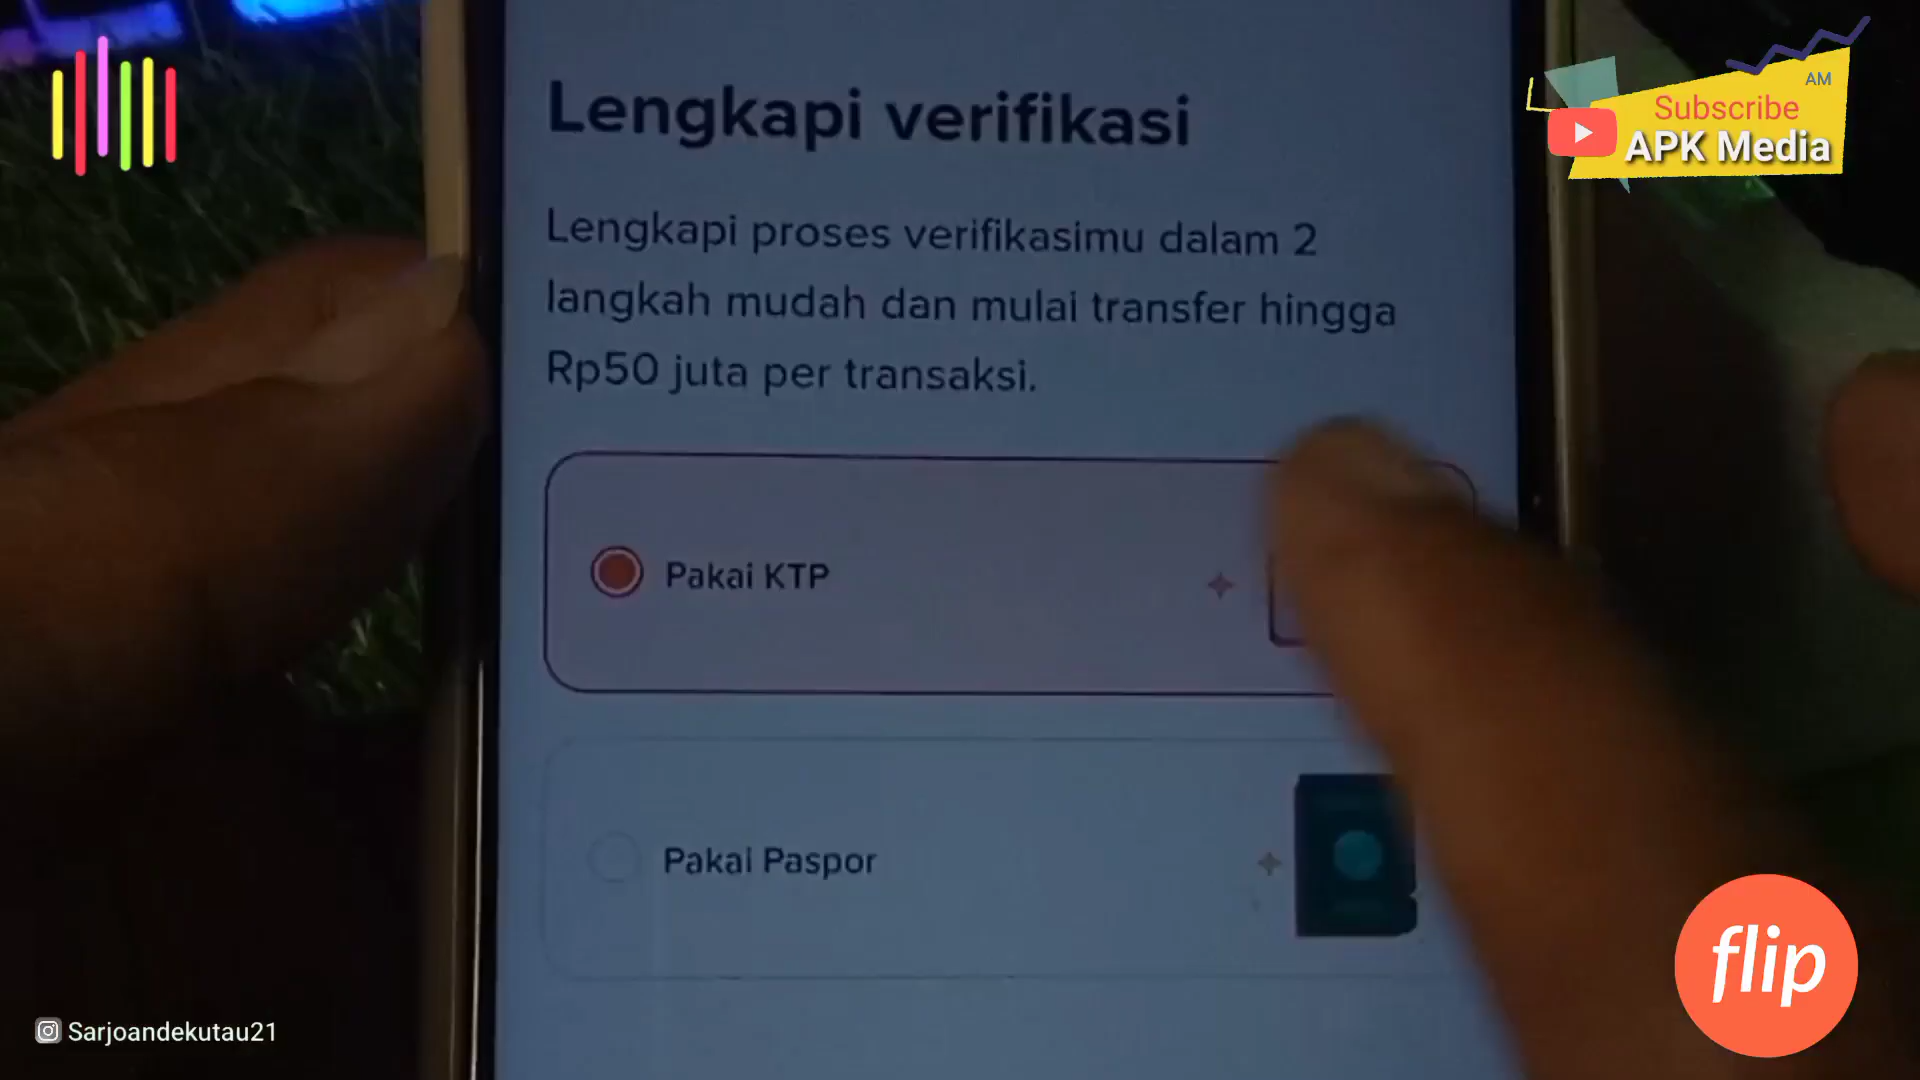 Lengkapi verifikasi
AM
Subscribe
APK Media
Lengkapi proses verifikasimu dalam 2
langkah mudah dan mulai transfer hingga
Rp50 juta per transaksi.
Pakai KTP
Pakai Paspor
flip
Sarjoandekutau21